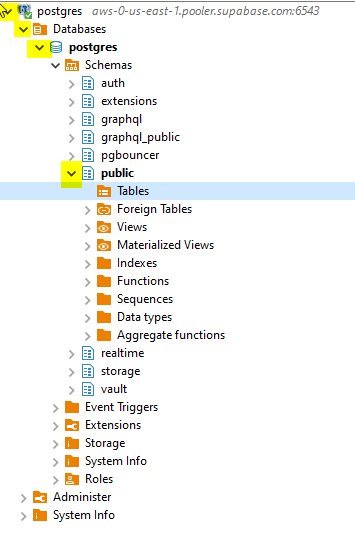 postgres aws-0-us-east-1.pooler.supabase.com:6543
Databases
postgres
Schemas
auth
extensions
graphql
graphql_public
pgbouncer
public
Tables
Foreign Tables
Views
Materialized Views
Indexes
Functions
Sequences
Data types
Aggregate functions
realtime
storage
vault
Event Triggers
Extensions
Storage
System Info
Roles
Administer
System Info